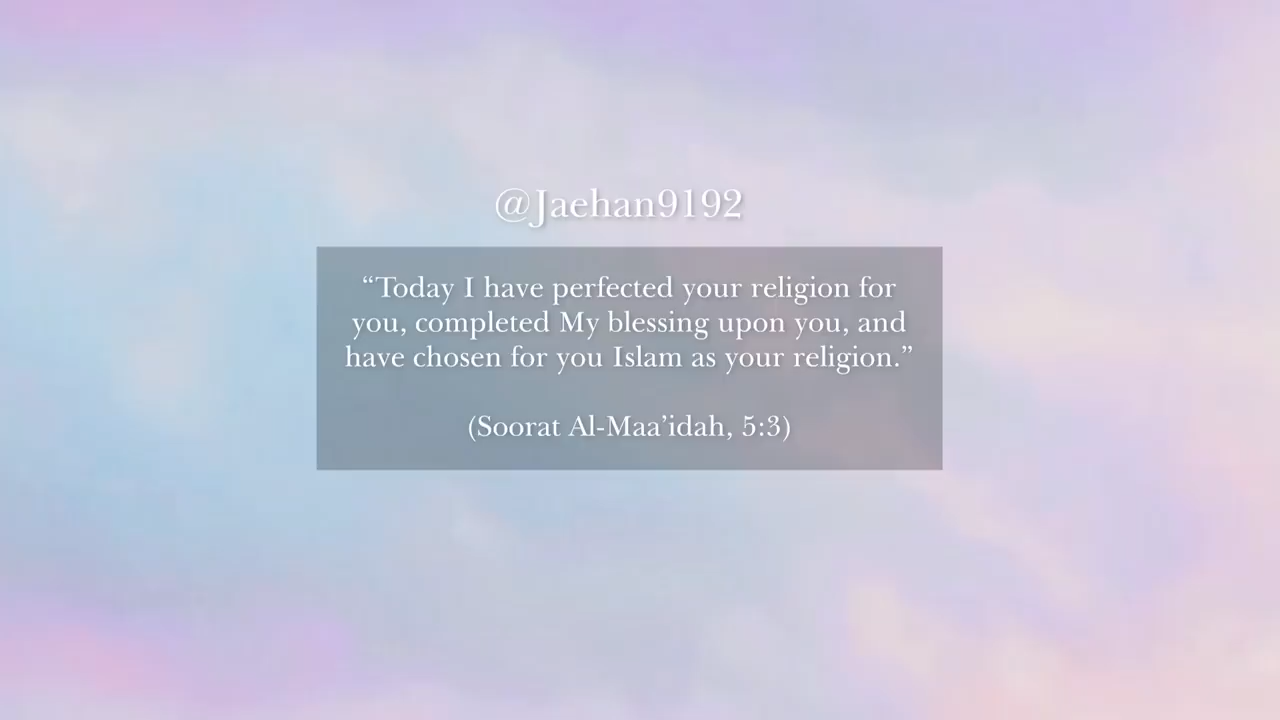 @Jaehan9192
“Today I have perfected your religion for
you, completed My blessing upon you, and
have chosen for you Islam as your religion.”
(Soorat Al-Maa’idah, 5:3)